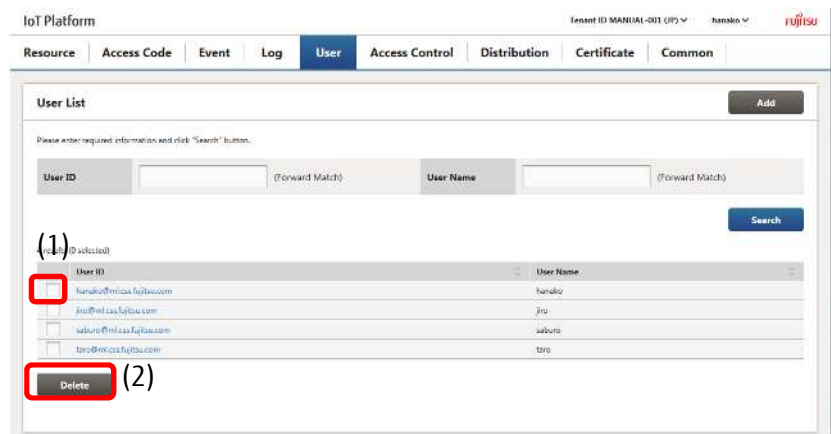 IoT Platform Tenant ID MANUAL-001 (JP) hanako FUJITSU
Resource Access Code Event Log User Access Control Distribution Certificate Common
User List Add
Please enter required information and click "Search" button.
User ID (Forward Match) User Name (Forward Match)
Search
(1)
results (0 selected)
User ID User Name
hanako@ml.css.fujitsu.com hanako
jiro@ml.css.fujitsu.com jiro
saburo@ml.css.fujitsu.com saburo
taro@ml.css.fujitsu.com taro
Delete (2)